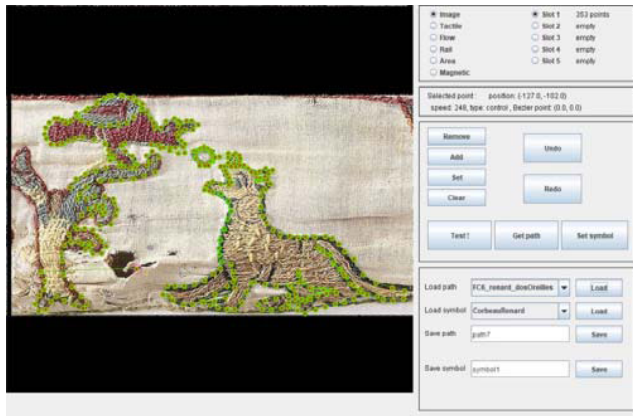 Image Slot 1 353 points
Tactile Slot 2 empty
Flow Slot 3 empty
Rail Slot 4 empty
Area Slot 5 empty
Magnetic
Selected point : position: (-127.0, -102.0)
speed: 248, type: control , Bezier point: (0.0, 0.0)
Remove
Undo
Add
Set
Redo
Clear
Test ! Get path Set symbol
Load path FCR_renard_dosOreilles Load
Load symbol CorbeauRenard Load
Save path path7 Save
Save symbol symbol1 Save